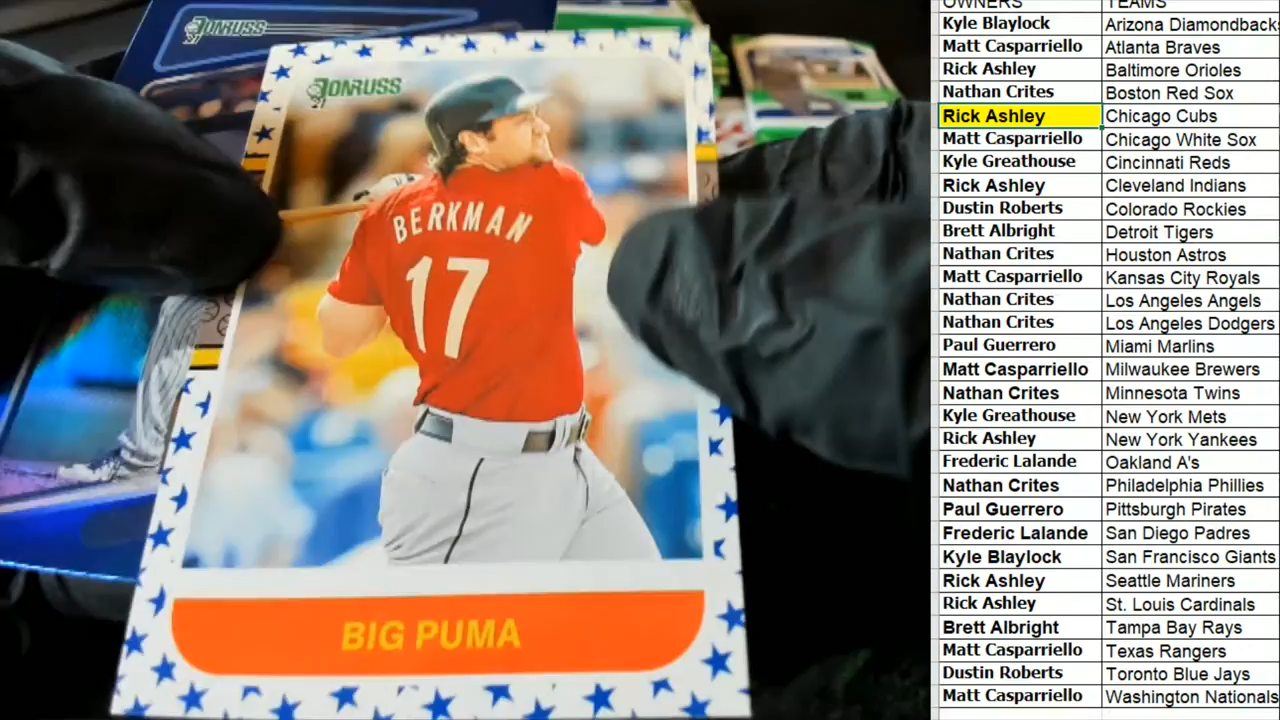 DONRUSS
DONRUSS
BERKMAN
17
BIG PUMA
OWNERS TEAMS
Kyle Blaylock Arizona Diamondback
Matt Casparriello Atlanta Braves
Rick Ashley Baltimore Orioles
Nathan Crites Boston Red Sox
Rick Ashley Chicago Cubs
Matt Casparriello Chicago White Sox
Kyle Greathouse Cincinnati Reds
Rick Ashley Cleveland Indians
Dustin Roberts Colorado Rockies
Brett Albright Detroit Tigers
Nathan Crites Houston Astros
Matt Casparriello Kansas City Royals
Nathan Crites Los Angeles Angels
Nathan Crites Los Angeles Dodgers
Paul Guerrero Miami Marlins
Matt Casparriello Milwaukee Brewers
Nathan Crites Minnesota Twins
Kyle Greathouse New York Mets
Rick Ashley New York Yankees
Frederic Lalande Oakland A's
Nathan Crites Philadelphia Phillies
Paul Guerrero Pittsburgh Pirates
Frederic Lalande San Diego Padres
Kyle Blaylock San Francisco Giants
Rick Ashley Seattle Mariners
Rick Ashley St. Louis Cardinals
Brett Albright Tampa Bay Rays
Matt Casparriello Texas Rangers
Dustin Roberts Toronto Blue Jays
Matt Casparriello Washington Nationals